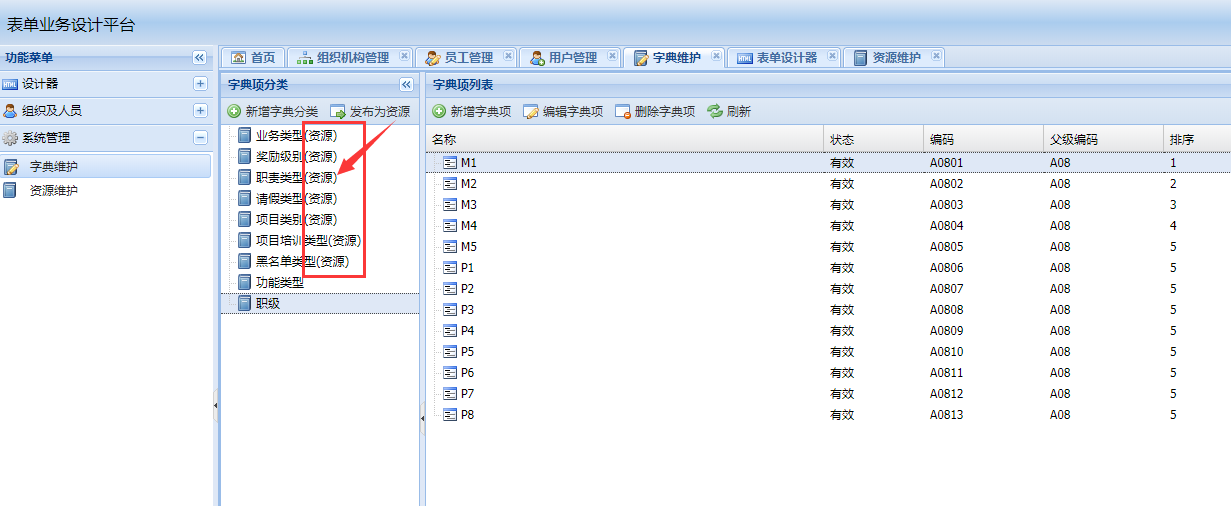 表单业务设计平台
功能菜单
设计器
组织及人员
系统管理
字典维护
资源维护
首页 组织机构管理 员工管理 用户管理 字典维护 表单设计器 资源维护
字典项分类
新增字典分类 发布为资源
业务类型(资源)
奖励级别(资源)
职责类型(资源)
请假类型(资源)
项目类别(资源)
项目培训类型(资源)
黑名单类型(资源)
功能类型
职级
字典项列表
新增字典项 编辑字典项 删除字典项 刷新
名称 状态 编码 父级编码 排序
M1 有效 A0801 A08 1
M2 有效 A0802 A08 2
M3 有效 A0803 A08 3
M4 有效 A0804 A08 4
M5 有效 A0805 A08 5
P1 有效 A0806 A08 5
P2 有效 A0807 A08 5
P3 有效 A0808 A08 5
P4 有效 A0809 A08 5
P5 有效 A0810 A08 5
P6 有效 A0811 A08 5
P7 有效 A0812 A08 5
P8 有效 A0813 A08 5